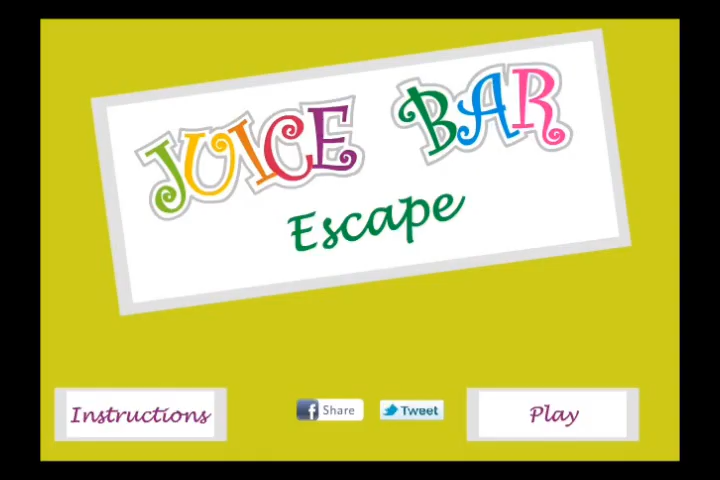 JUICE BAR
Escape
Instructions
Share
Tweet
Play